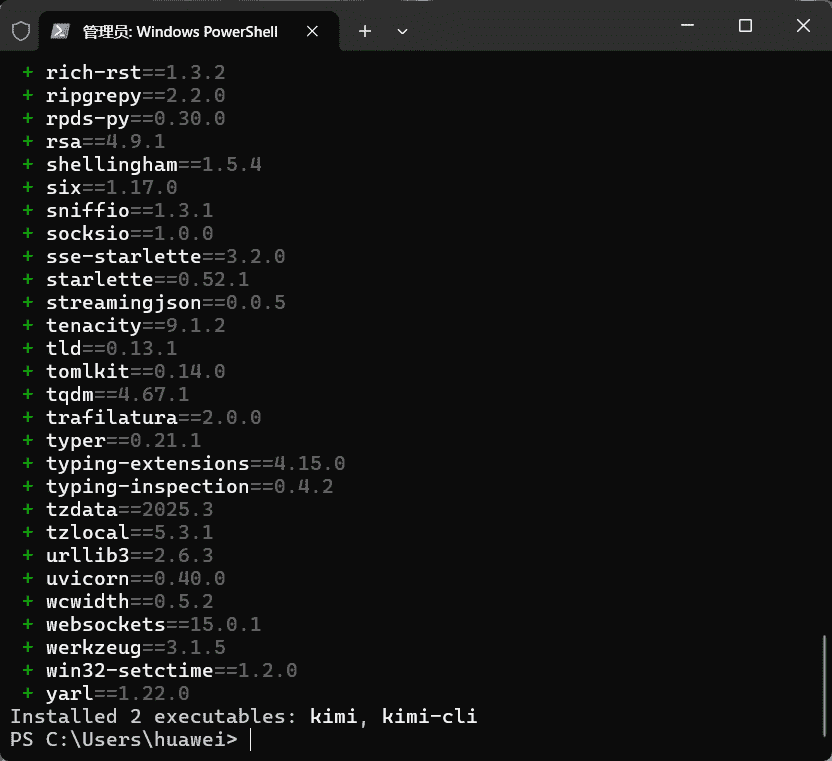 管理员: Windows PowerShell
+ rich-rst==1.3.2
+ ripgrepy==2.2.0
+ rpds-py==0.30.0
+ rsa==4.9.1
+ shellingham==1.5.4
+ six==1.17.0
+ sniffio==1.3.1
+ socksio==1.0.0
+ sse-starlette==3.2.0
+ starlette==0.52.1
+ streamingjson==0.0.5
+ tenacity==9.1.2
+ tld==0.13.1
+ tomlkit==0.14.0
+ tqdm==4.67.1
+ trafilatura==2.0.0
+ typer==0.21.1
+ typing-extensions==4.15.0
+ typing-inspection==0.4.2
+ tzdata==2025.3
+ tzlocal==5.3.1
+ urllib3==2.6.3
+ uvicorn==0.40.0
+ wcwidth==0.5.2
+ websockets==15.0.1
+ werkzeug==3.1.5
+ win32-setctime==1.2.0
+ yarl==1.22.0
Installed 2 executables: kimi, kimi-cli
PS C:\Users\huawei>